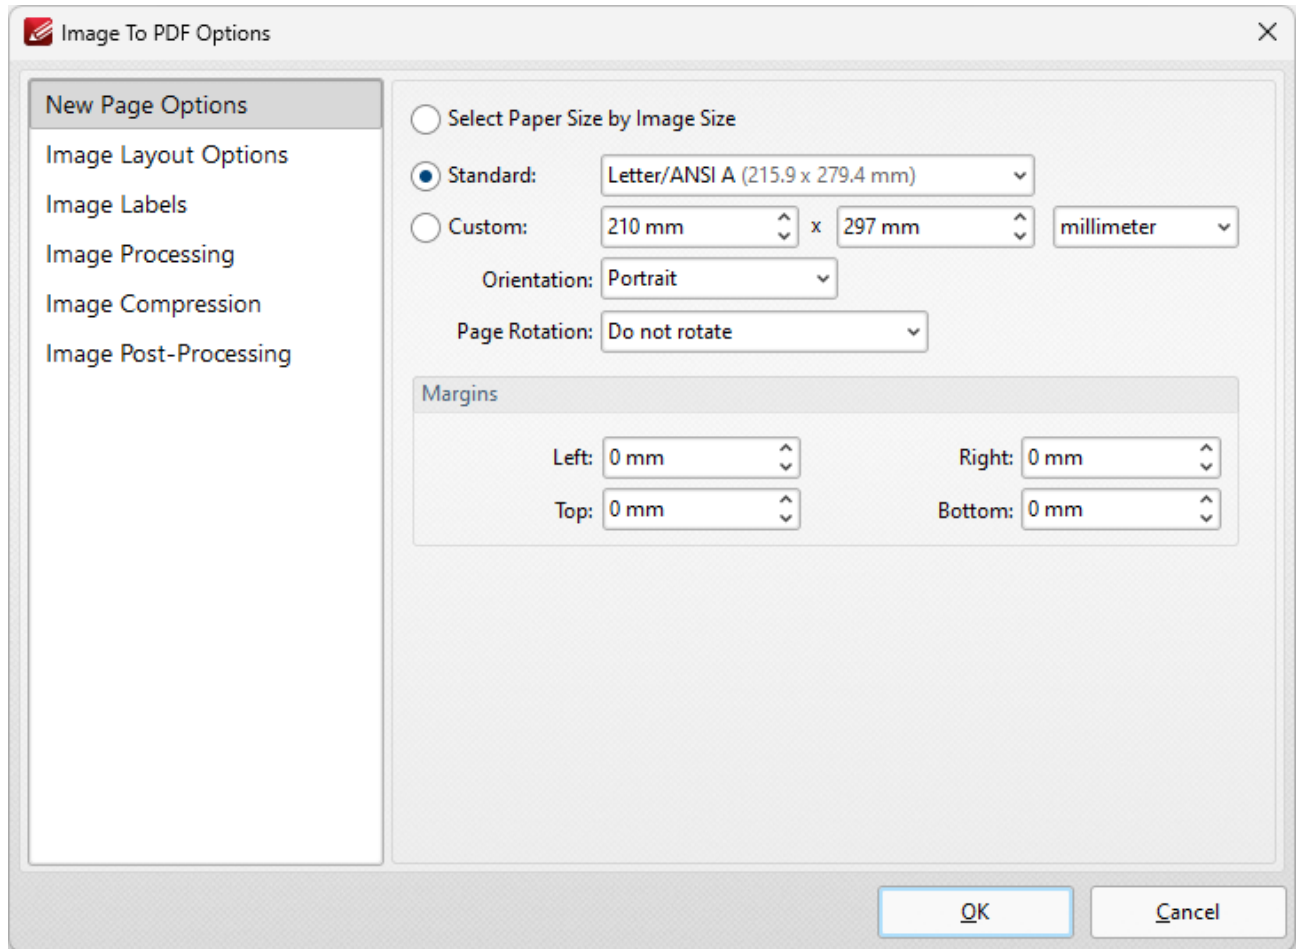 Image To PDF Options
New Page Options
Image Layout Options
Image Labels
Image Processing
Image Compression
Image Post-Processing
Select Paper Size by Image Size
Standard: Letter/ANSI A (215.9 x 279.4 mm)
Custom: 210 mm x 297 mm millimeter
Orientation: Portrait
Page Rotation: Do not rotate
Margins
Left: 0 mm Right: 0 mm
Top: 0 mm Bottom: 0 mm
OK Cancel